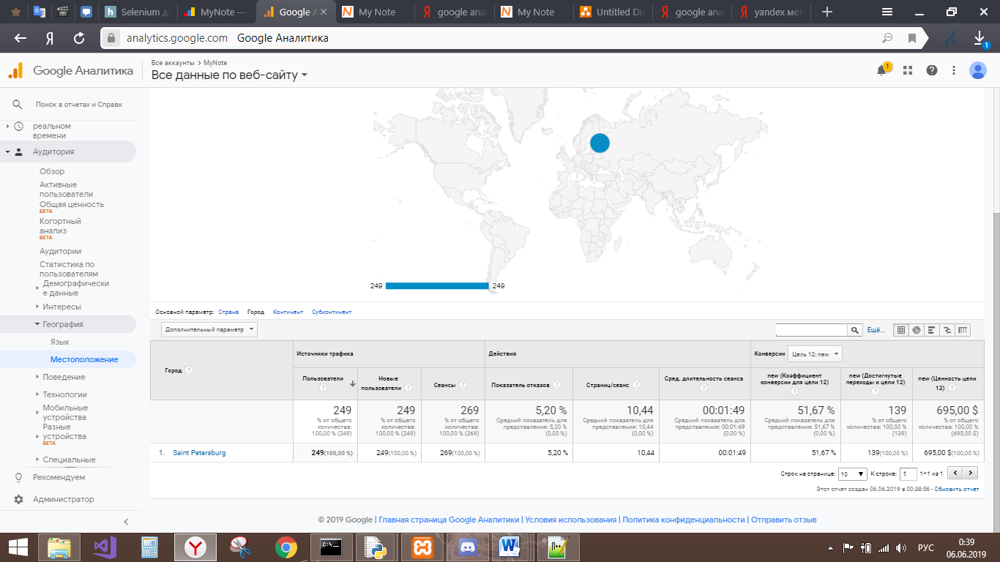 Selenium д
MyNote —
Google А
My Note
google ana
My Note
Untitled Dia
google ana
yandex мет
Я
analytics.google.com Google Аналитика
1
Google Аналитика
Все аккаунты > MyNote
Все данные по веб-сайту
1
Поиск в отчетах и Справк
реальном
времени
Аудитория
Обзор
Активные
пользователи
Общая ценность
БЕТА
Когортный
анализ
БЕТА
Аудитории
Статистика по
пользователям
Демографически
е данные
Интересы
География
Язык
Местоположение
Поведение
Технологии
Мобильные
устройства
Разные
устройства
БЕТА
Специальные
Рекомендуем
Администратор
249 249
Основной параметр: Страна Город Континент Субконтинент
Дополнительный параметр
Ещё...
Город ?
Источники трафика
Действия
Конверсии Цель 12: new
Пользователи ?
Новые пользователи ?
Сеансы ?
Показатель отказов ?
Страниц/сеанс ?
Сред. длительность сеанса ?
new (Коэффициент конверсии для цели 12) ?
new (Достигнутые переходы к цели 12) ?
new (Ценность цели 12) ?
249
% от общего
количества:
100,00 % (249)
249
% от общего
количества:
100,00 % (249)
269
% от общего
количества:
100,00 % (269)
5,20 %
Средний показатель для
представления: 5,20 %
(0,00 %)
10,44
Средний показатель для
представления: 10,44
(0,00 %)
00:01:49
Средний показатель для
представления: 00:01:49
(0,00 %)
51,67 %
Средний показатель для
представления: 51,67 %
(0,00 %)
139
% от общего
количества: 100,00 %
(139)
695,00 $
% от общего
количества: 100,00 %
(695,00 $)
1. Saint Petersburg 249(100,00 %) 249(100,00 %) 269(100,00 %) 5,20 % 10,44 00:01:49 51,67 % 139(100,00 %) 695,00 $(100,00 %)
Строк на странице: 10 К строке: 1 1–1 из 1
Этот отчет создан 06.06.2019 в 00:38:56 - Обновить отчет
© 2019 Google | Главная страница Google Аналитики | Условия использования | Политика конфиденциальности | Отправить отзыв
РУС
0:39
06.06.2019